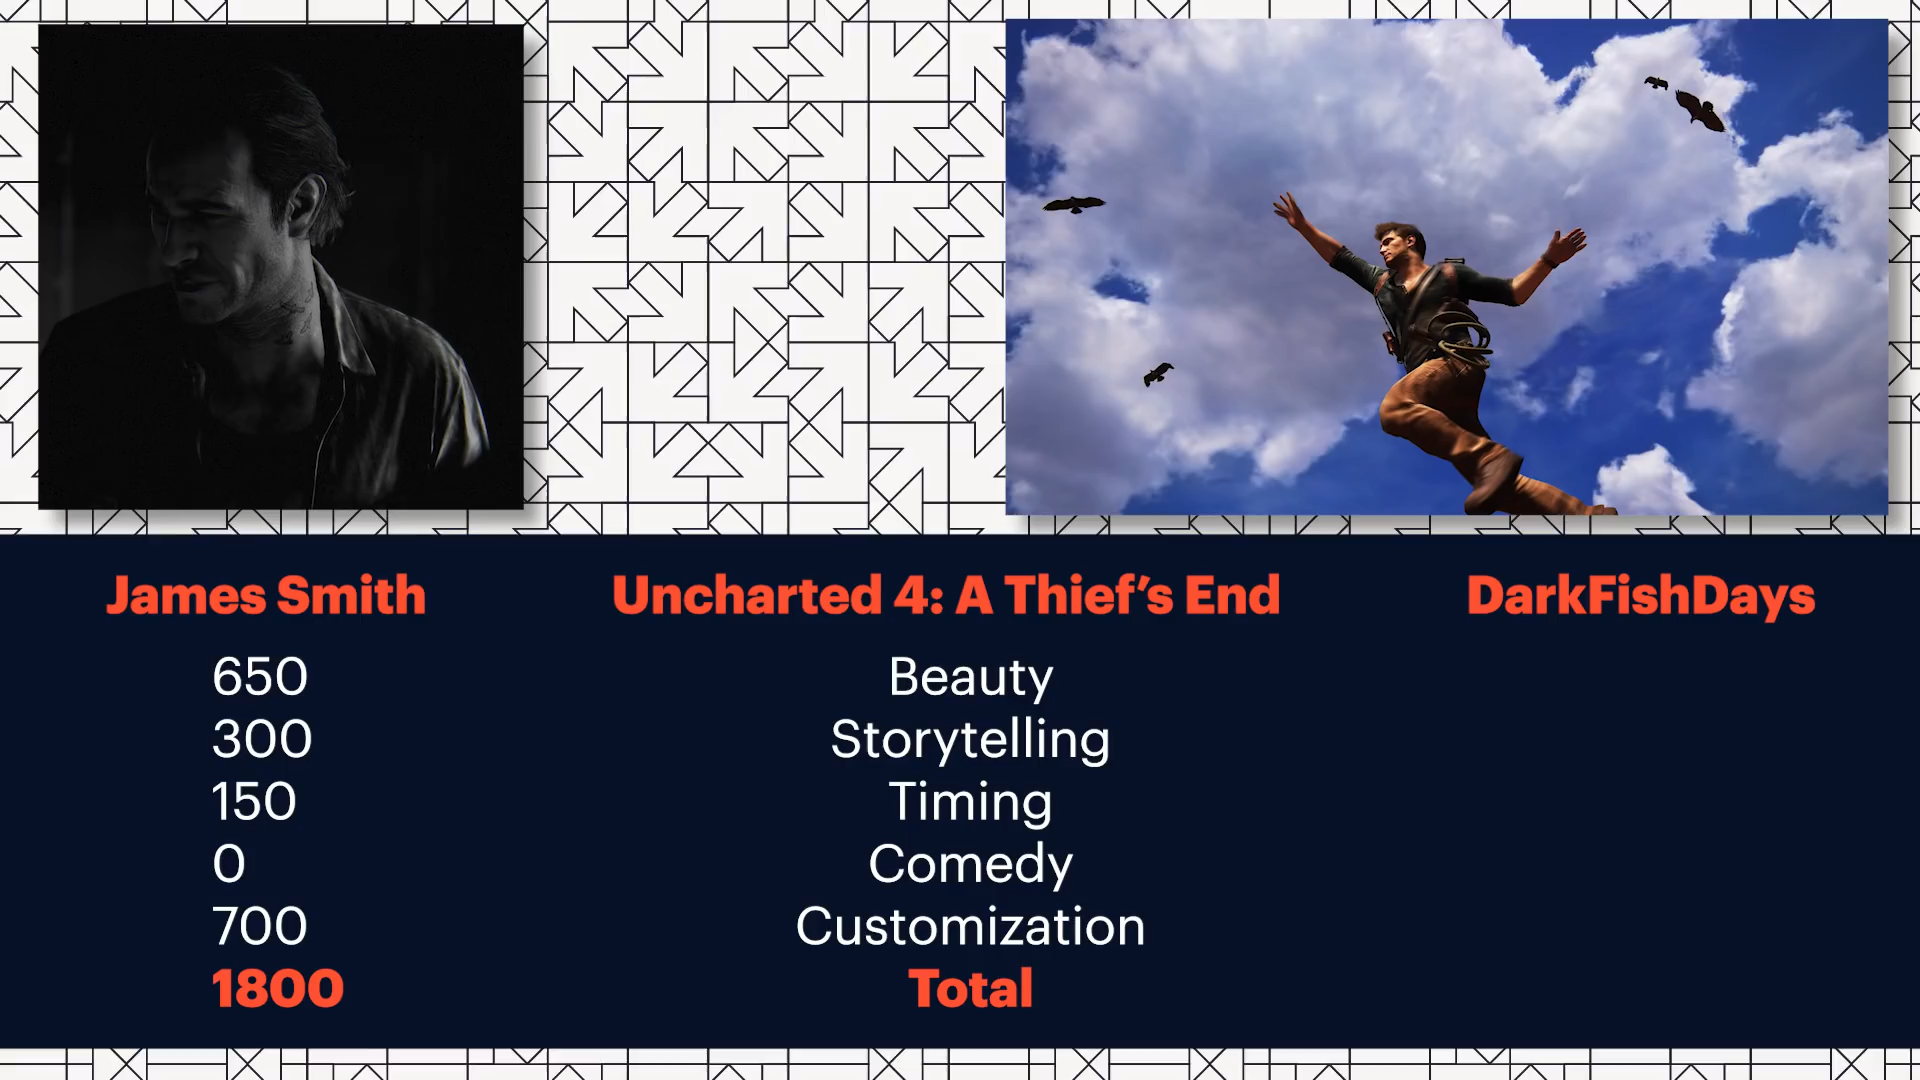 James Smith
Uncharted 4: A Thief’s End
DarkFishDays
650 Beauty
300 Storytelling
150 Timing
0 Comedy
700 Customization
1800 Total